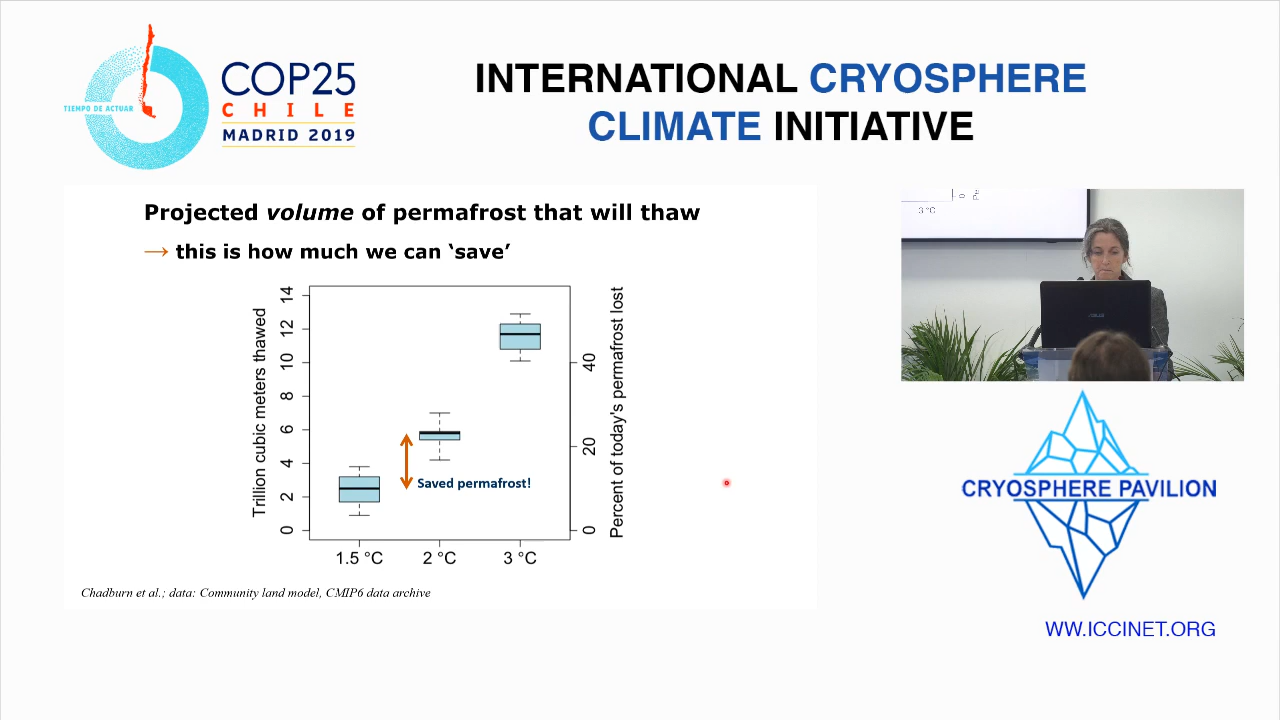 TIEMPO DE ACTUAR
COP25
CHILE
MADRID 2019
INTERNATIONAL CRYOSPHERE
CLIMATE INITIATIVE
Projected volume of permafrost that will thaw
→ this is how much we can ‘save’
Trillion cubic meters thawed
14
12
10
8
6
4
2
0
Saved permafrost!
40
20
0
Percent of today's permafrost lost
1.5 °C 2 °C 3 °C
Chadburn et al.; data: Community land model, CMIP6 data archive
3 °C
0
ASUS
CRYOSPHERE PAVILION
WW.ICCINET.ORG